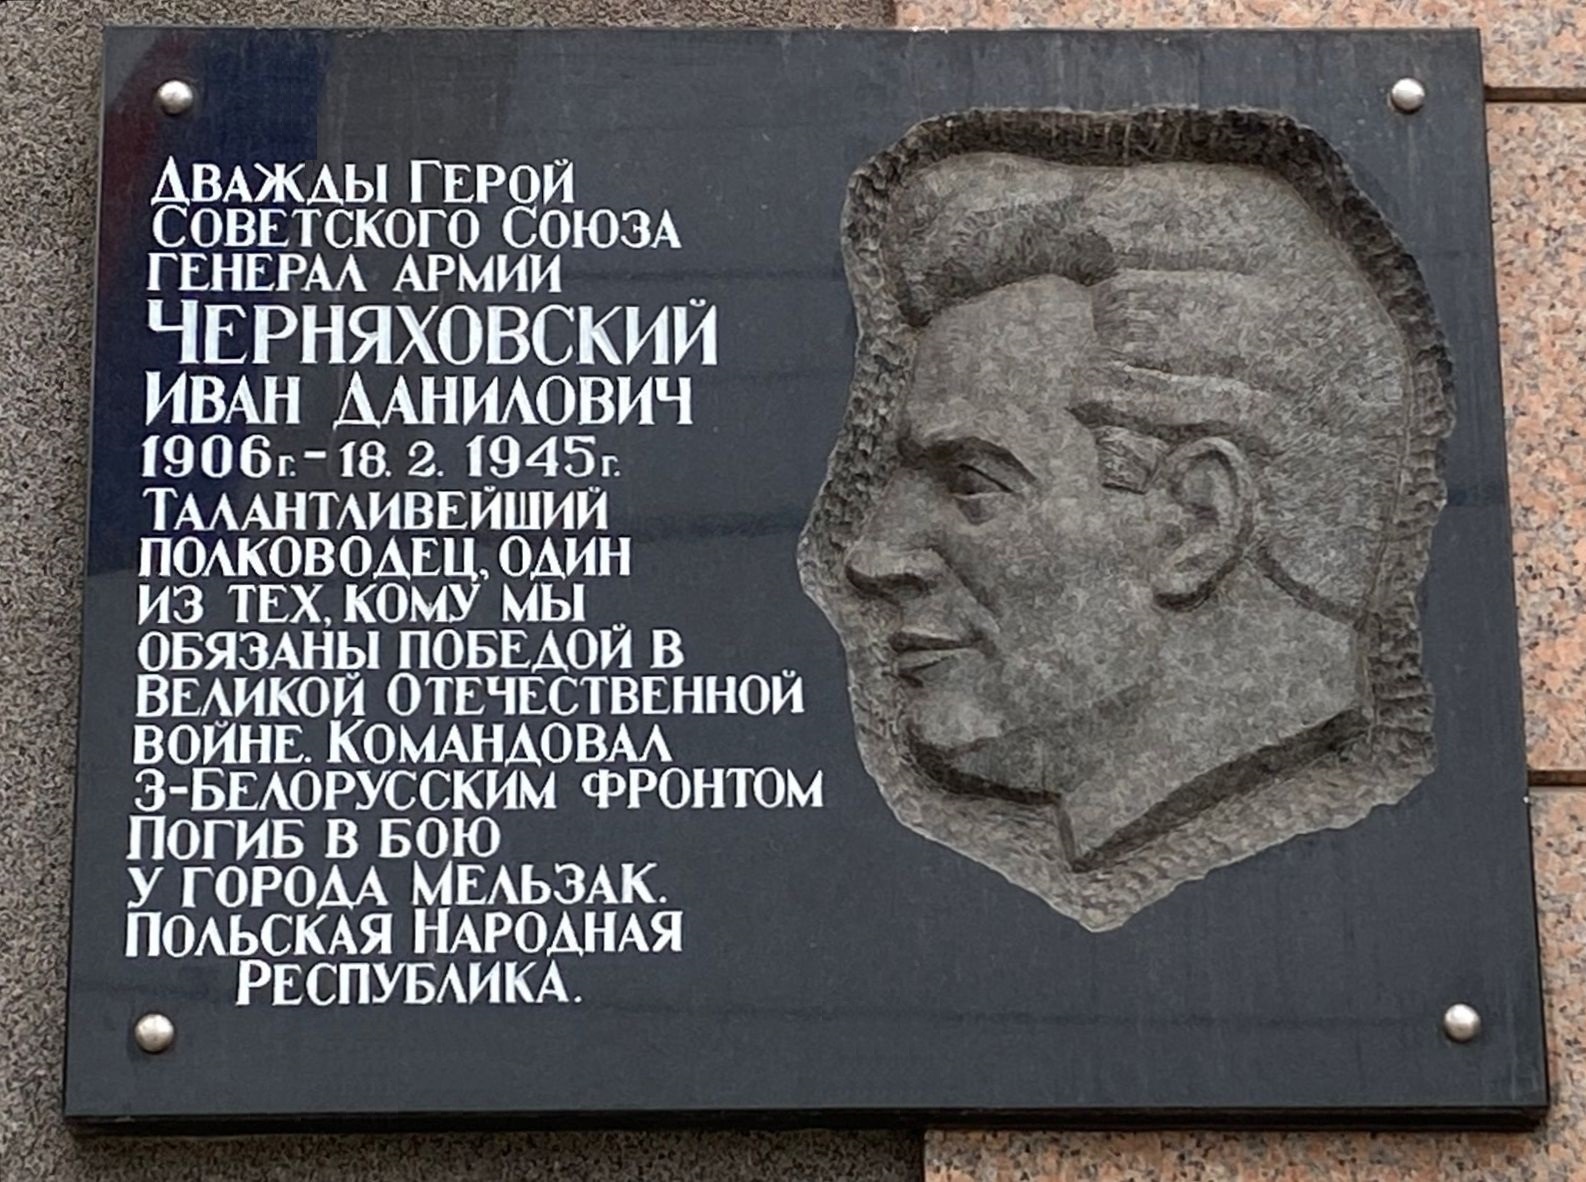 Дважды Герой
Советского Союза
генерал армии
Черняховский
Иван Данилович
1906г.-18.2.1945г.
Талантливейший
полководец, один
из тех, кому мы
обязаны победой в
Великой Отечественной
войне. Командовал
3-Белорусским фронтом
Погиб в бою
у города Мельзак.
Польская Народная
Республика.